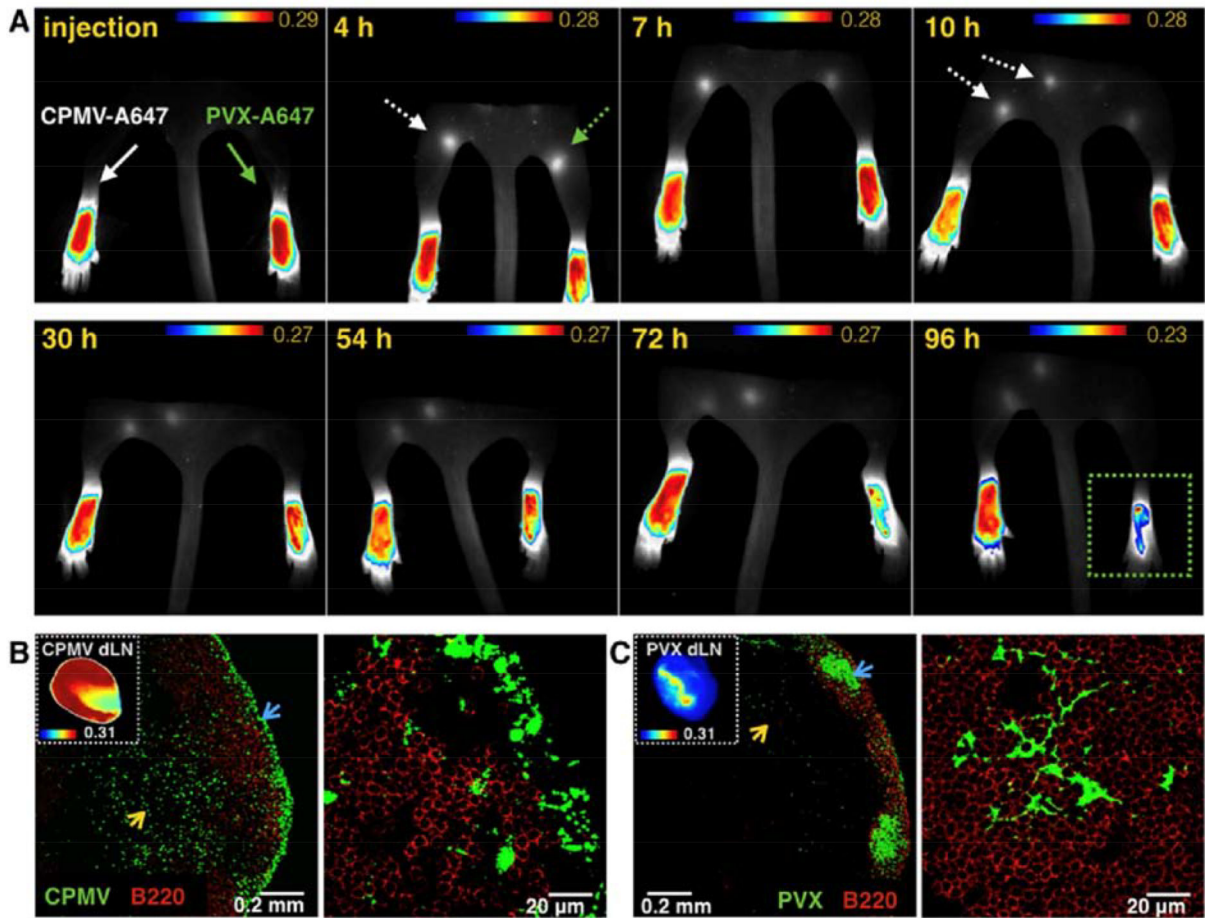 A
injection
0.29
4 h
0.28
7 h
0.28
10 h
0.28
CPMV-A647
PVX-A647
30 h
0.27
54 h
0.27
72 h
0.27
96 h
0.23
B
CPMV dLN
0.31
CPMV B220
0.2 mm
20 µm
C
PVX dLN
0.31
0.2 mm
PVX B220
20 µm